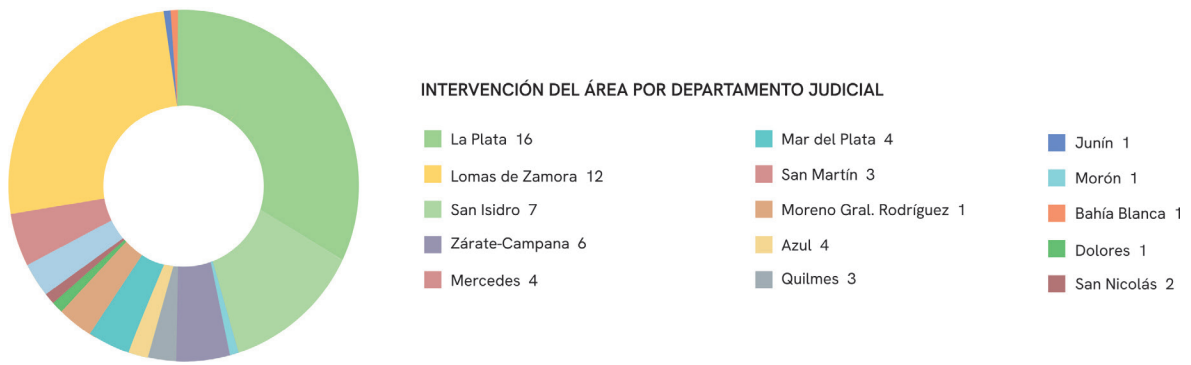 INTERVENCIÓN DEL ÁREA POR DEPARTAMENTO JUDICIAL
La Plata 16
Lomas de Zamora 12
San Isidro 7
Zárate-Campana 6
Mercedes 4
Mar del Plata 4
San Martín 3
Moreno Gral. Rodríguez 1
Azul 4
Quilmes 3
Junín 1
Morón 1
Bahía Blanca 1
Dolores 1
San Nicolás 2